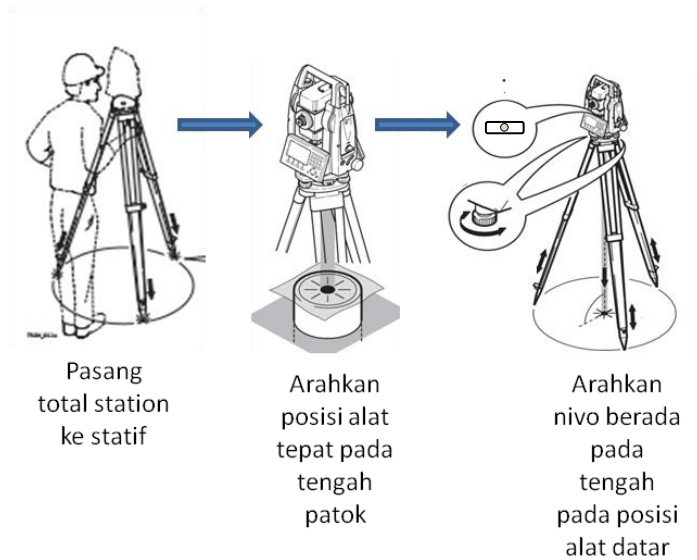 Pasang
total station
ke statif
Arahkan
posisi alat
tepat pada
tengah
patok
Arahkan
nivo berada
pada
tengah
pada posisi
alat datar